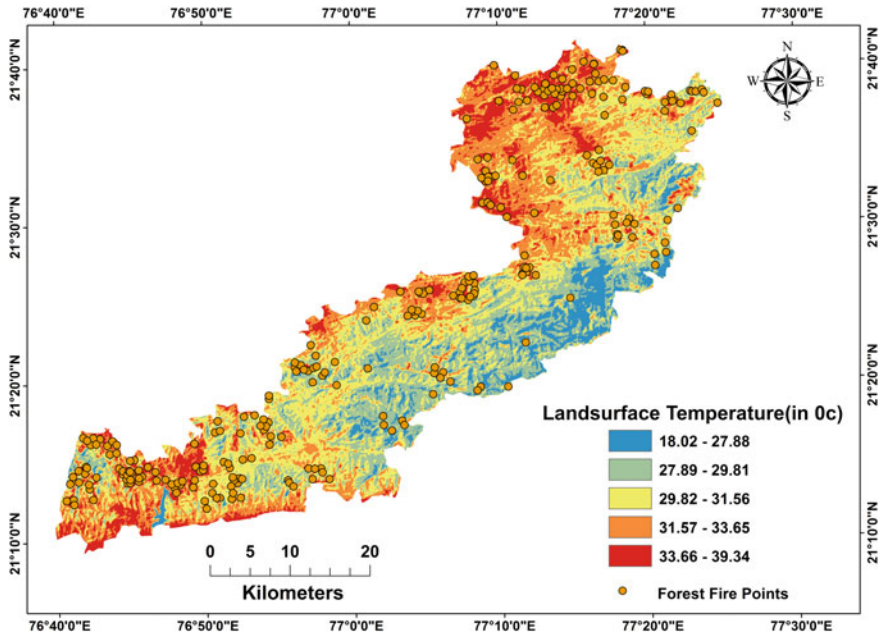 76°40'0"E 76°50'0"E 77°0'0"E 77°10'0"E 77°20'0"E 77°30'0"E
21°40'0"N
21°30'0"N
21°20'0"N
21°10'0"N
N
W E
S
21°40'0"N
21°30'0"N
21°20'0"N
21°10'0"N
Landsurface Temperature(in 0c)
18.02 - 27.88
27.89 - 29.81
29.82 - 31.56
31.57 - 33.65
33.66 - 39.34
Forest Fire Points
0 5 10 20
Kilometers
76°40'0"E 76°50'0"E 77°0'0"E 77°10'0"E 77°20'0"E 77°30'0"E